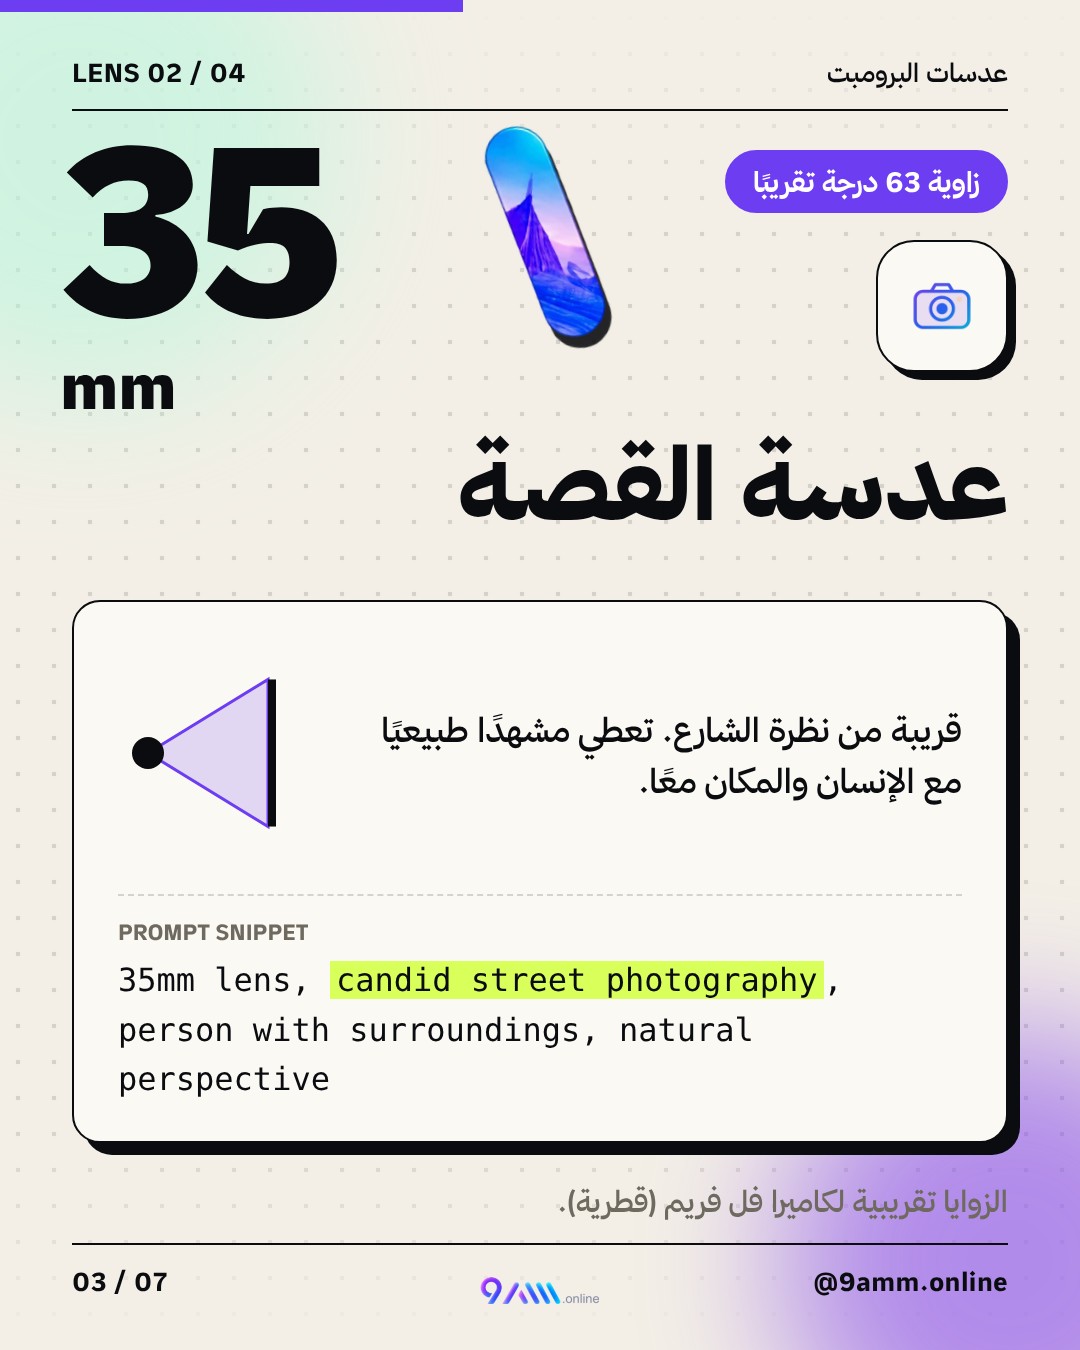 LENS 02 / 04
عدسات البرومبت
35
mm
زاوية 63 درجة تقريبًا
عدسة القصة
قريبة من نظرة الشارع. تعطي مشهدًا طبيعيًا
مع الإنسان والمكان معًا.
PROMPT SNIPPET
35mm lens, candid street photography,
person with surroundings, natural
perspective
الزوايا تقريبية لكاميرا فل فريم (قطرية).
03 / 07
9AM.online
@9amm.online